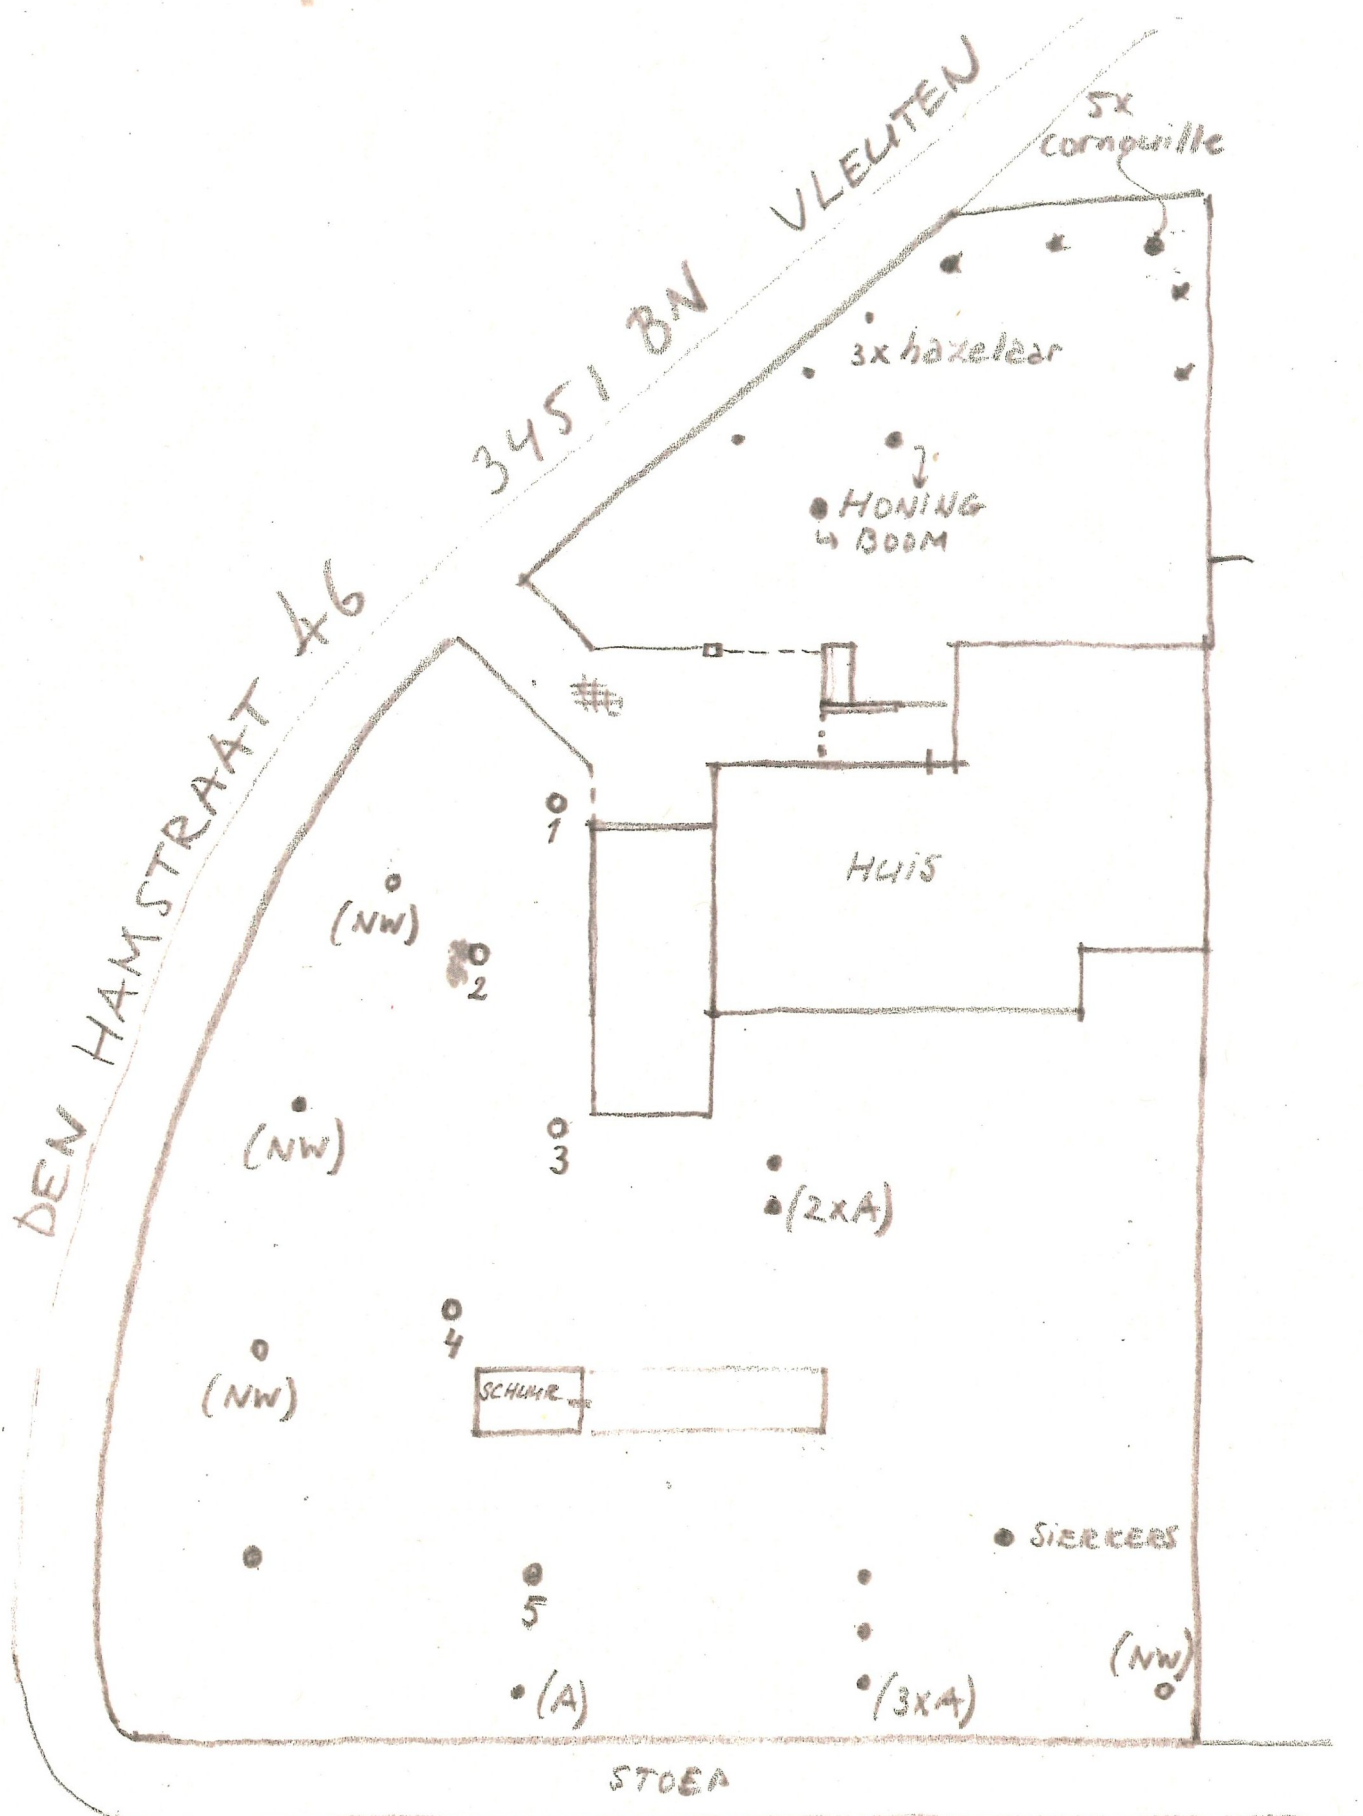 5x
cornouille
DEN HAMSTRAAT 46 3451 BN VLEUTEN
3x hazelaar
HONING
BOOM
1
Huis
(NW)
2
(NW)
3
(2xA)
4
(NW)
SCHUUR
SIERKERS
5
(NW)
(A)
(3xA)
STOEP